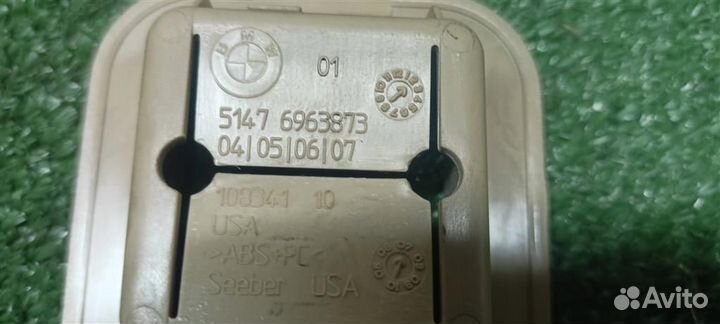 BMW
01
5147 6963873
04|05|06|07
108341 10
USA
>ABS+PC<
Seeber USA
Avito